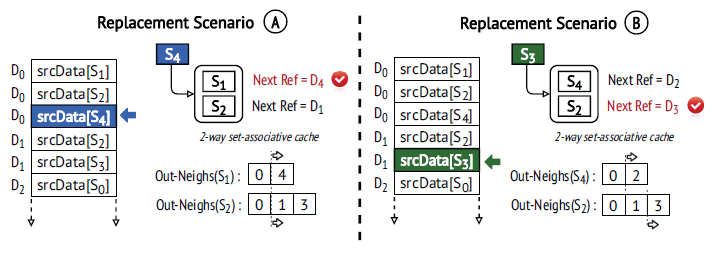 Replacement Scenario A
D0 srcData[S1]
D0 srcData[S2]
D0 srcData[S4]
D1 srcData[S2]
D1 srcData[S3]
D2 srcData[S0]
S4
S1 Next Ref = D4
S2 Next Ref = D1
2-way set-associative cache
Out-Neighs(S1) : 0 4
Out-Neighs(S2) : 0 1 3
Replacement Scenario B
D0 srcData[S1]
D0 srcData[S2]
D0 srcData[S4]
D1 srcData[S2]
D1 srcData[S3]
D2 srcData[S0]
S3
S4 Next Ref = D2
S2 Next Ref = D3
2-way set-associative cache
Out-Neighs(S4) : 0 2
Out-Neighs(S2) : 0 1 3